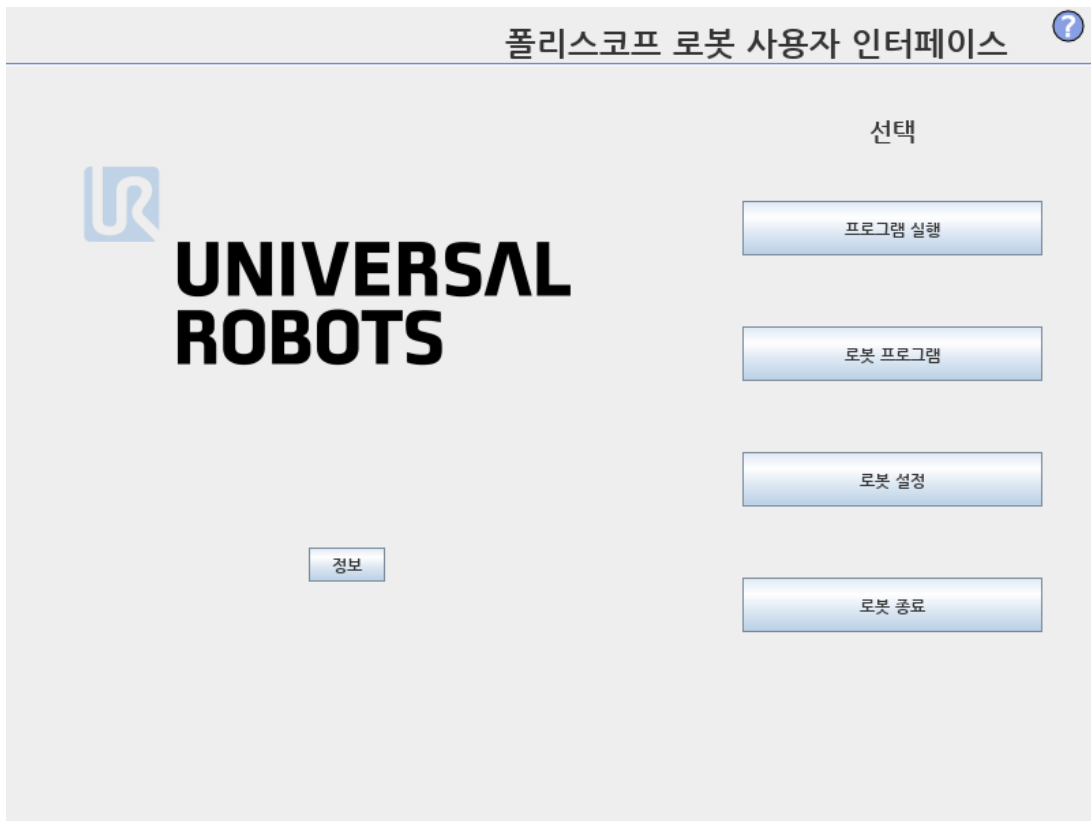 폴리스코프 로봇 사용자 인터페이스
?
선택
UR
UNIVERSAL
ROBOTS
프로그램 실행
로봇 프로그램
로봇 설정
정보
로봇 종료